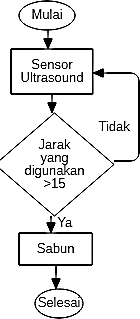 Mulai
Sensor
Ultrasound
Tidak
Jarak
yang
digunakan
>15
Ya
Sabun
Selesai